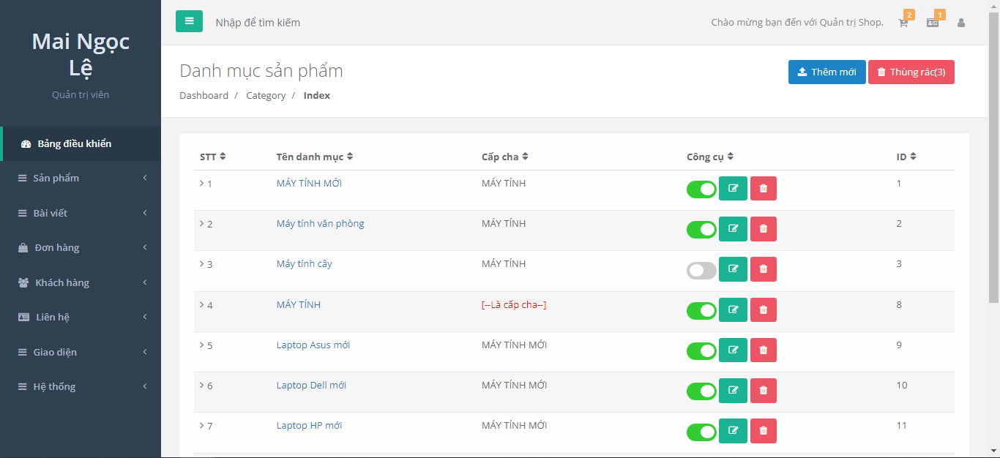 Mai Ngọc
Lệ
Quản trị viên
Bảng điều khiển
Sản phẩm
Bài viết
Đơn hàng
Khách hàng
Liên hệ
Giao diện
Hệ thống
Nhập để tìm kiếm
Chào mừng bạn đến với Quản trị Shop. 2 1
Danh mục sản phẩm
Thêm mới Thùng rác(3)
Dashboard / Category / Index
STT Tên danh mục Cấp cha Công cụ ID
1 MÁY TÍNH MỚI MÁY TÍNH 1
2 Máy tính văn phòng MÁY TÍNH 2
3 Máy tính cây MÁY TÍNH 3
4 MÁY TÍNH [--Là cấp cha--] 8
5 Laptop Asus mới MÁY TÍNH MỚI 9
6 Laptop Dell mới MÁY TÍNH MỚI 10
7 Laptop HP mới MÁY TÍNH MỚI 11